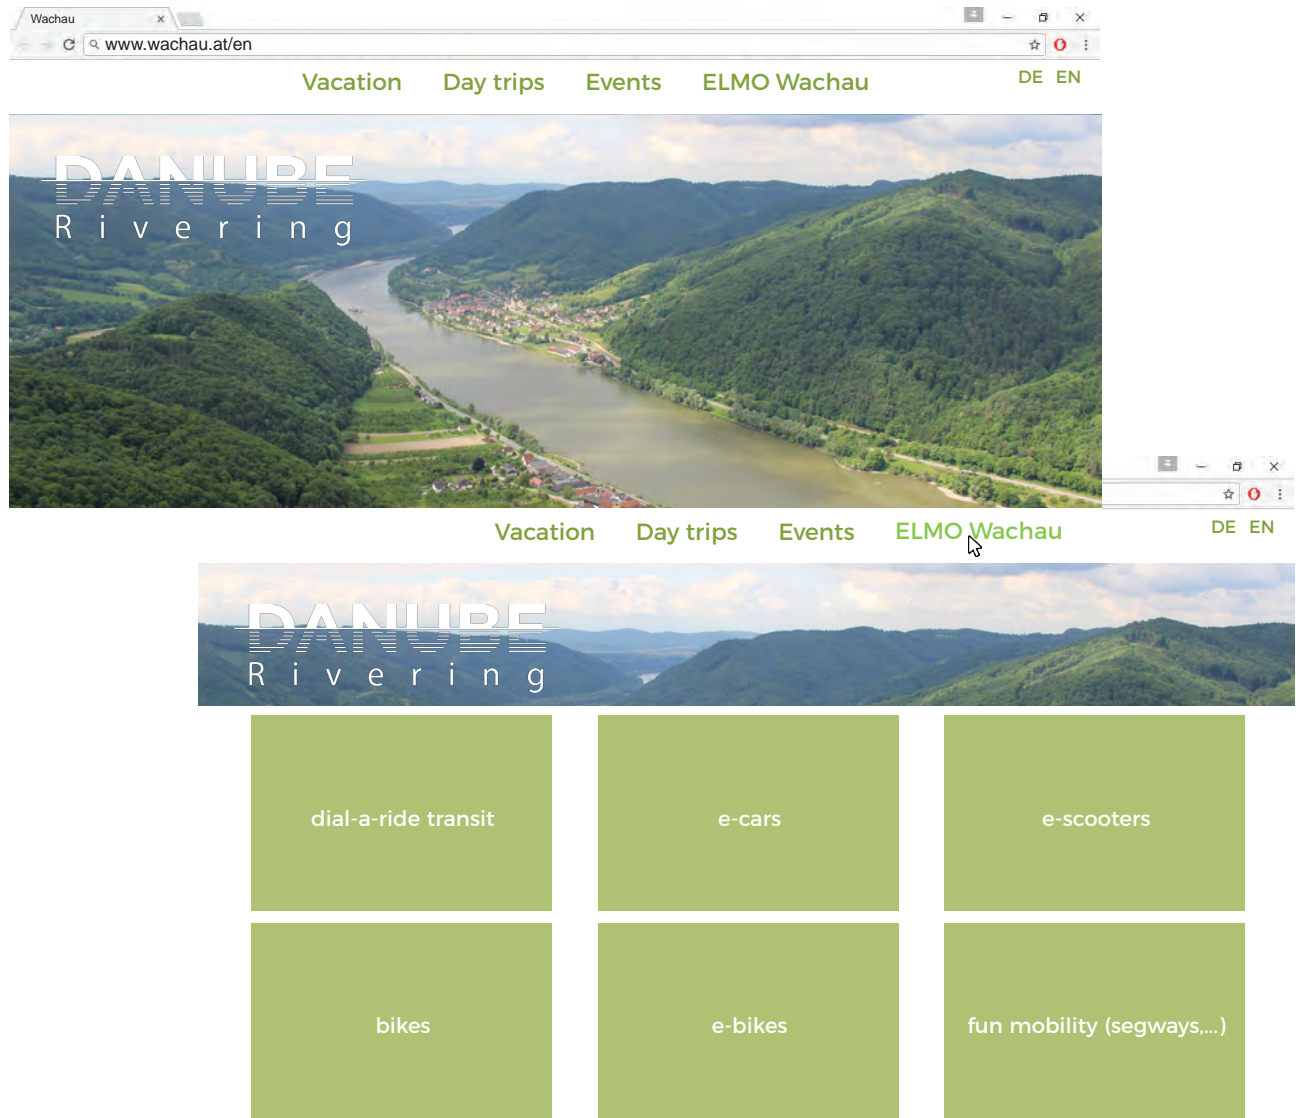 Wachau
www.wachau.at/en
Vacation Day trips Events ELMO Wachau DE EN
DANUBE
Rivering
Vacation Day trips Events ELMO Wachau DE EN
DANUBE
Rivering
dial-a-ride transit e-cars e-scooters
bikes e-bikes fun mobility (segways,...)